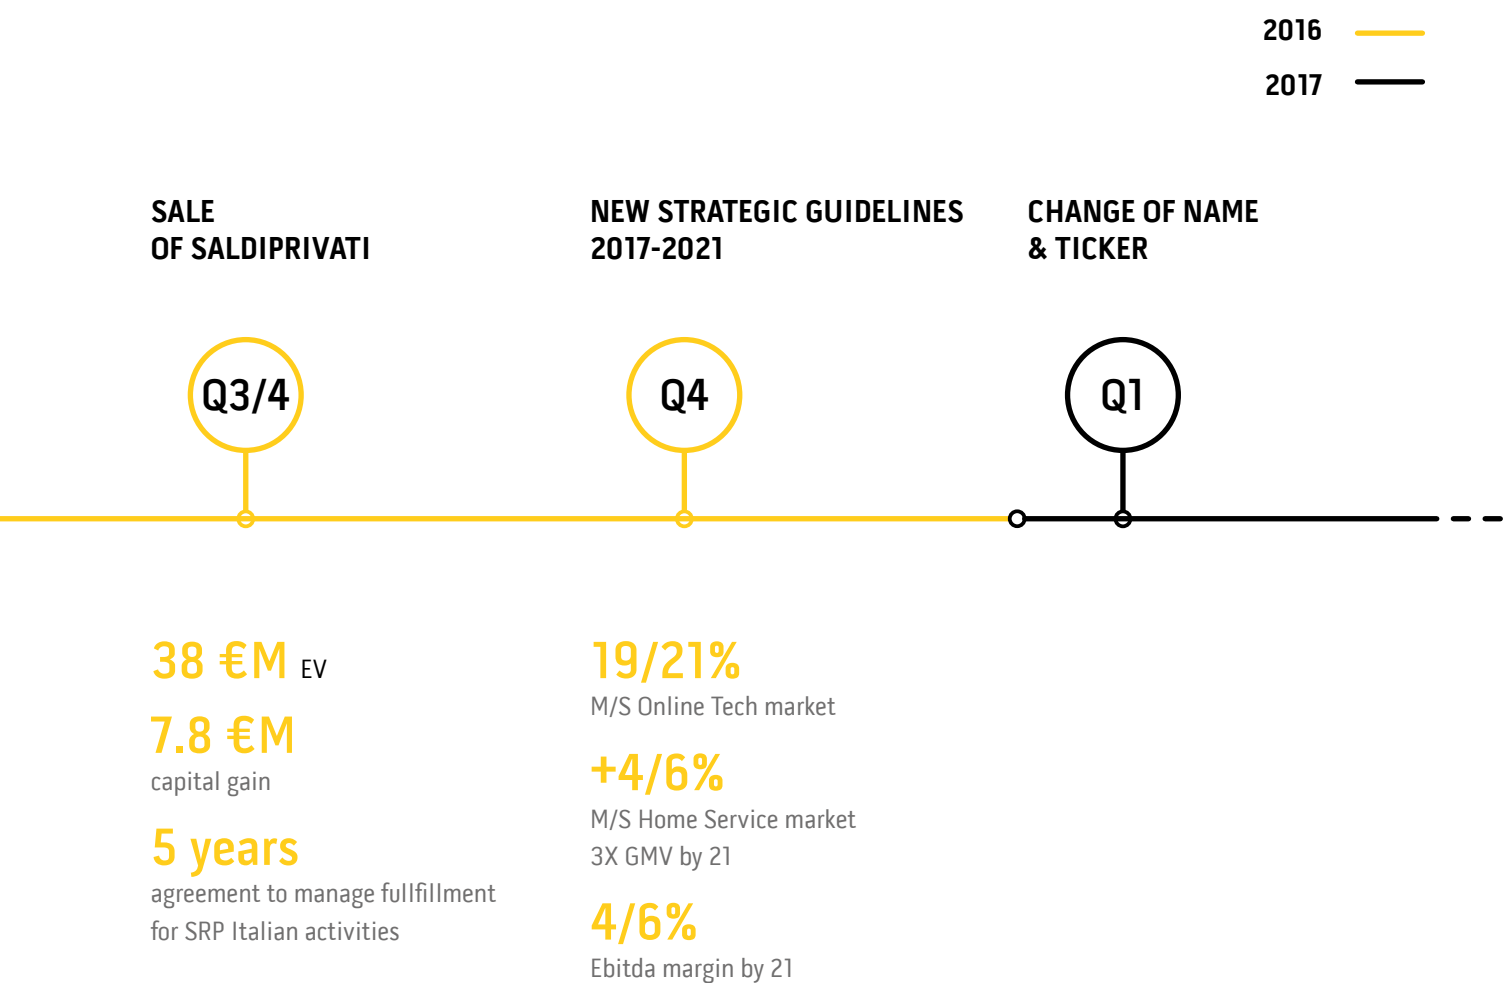 2016
2017
SALE
OF SALDIPRIVATI
NEW STRATEGIC GUIDELINES
2017-2021
CHANGE OF NAME
& TICKER
Q3/4
Q4
Q1
38 €M EV
7.8 €M
capital gain
5 years
agreement to manage fullfillment
for SRP Italian activities
19/21%
M/S Online Tech market
+4/6%
M/S Home Service market
3X GMV by 21
4/6%
Ebitda margin by 21